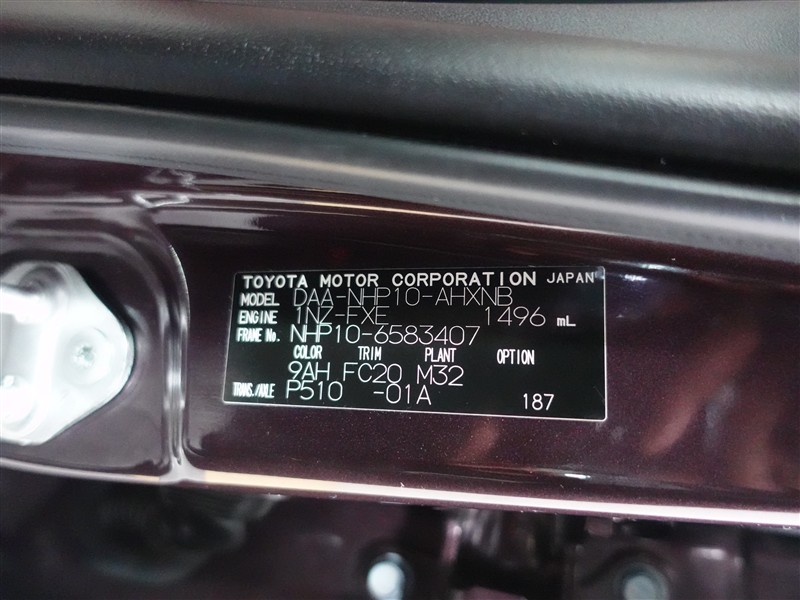 TOYOTA MOTOR CORPORATION JAPAN
MODEL DAA-NHP10-AHXNB
ENGINE 1NZ-FXE 1496 mL
FRAME No. NHP10-6583407
COLOR TRIM PLANT OPTION
9AH FC20 M32
TRANS./AXLE P510 -01A 187